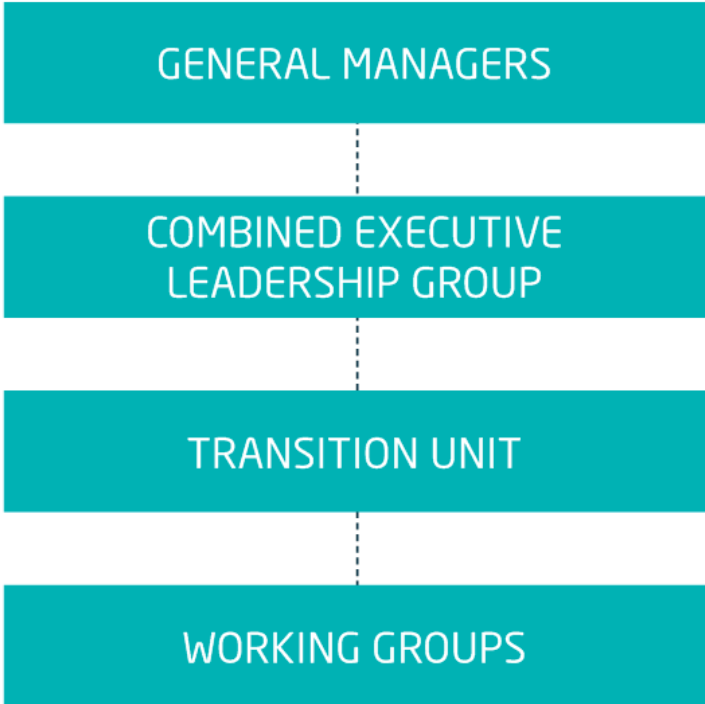 GENERAL MANAGERS
COMBINED EXECUTIVE
LEADERSHIP GROUP
TRANSITION UNIT
WORKING GROUPS